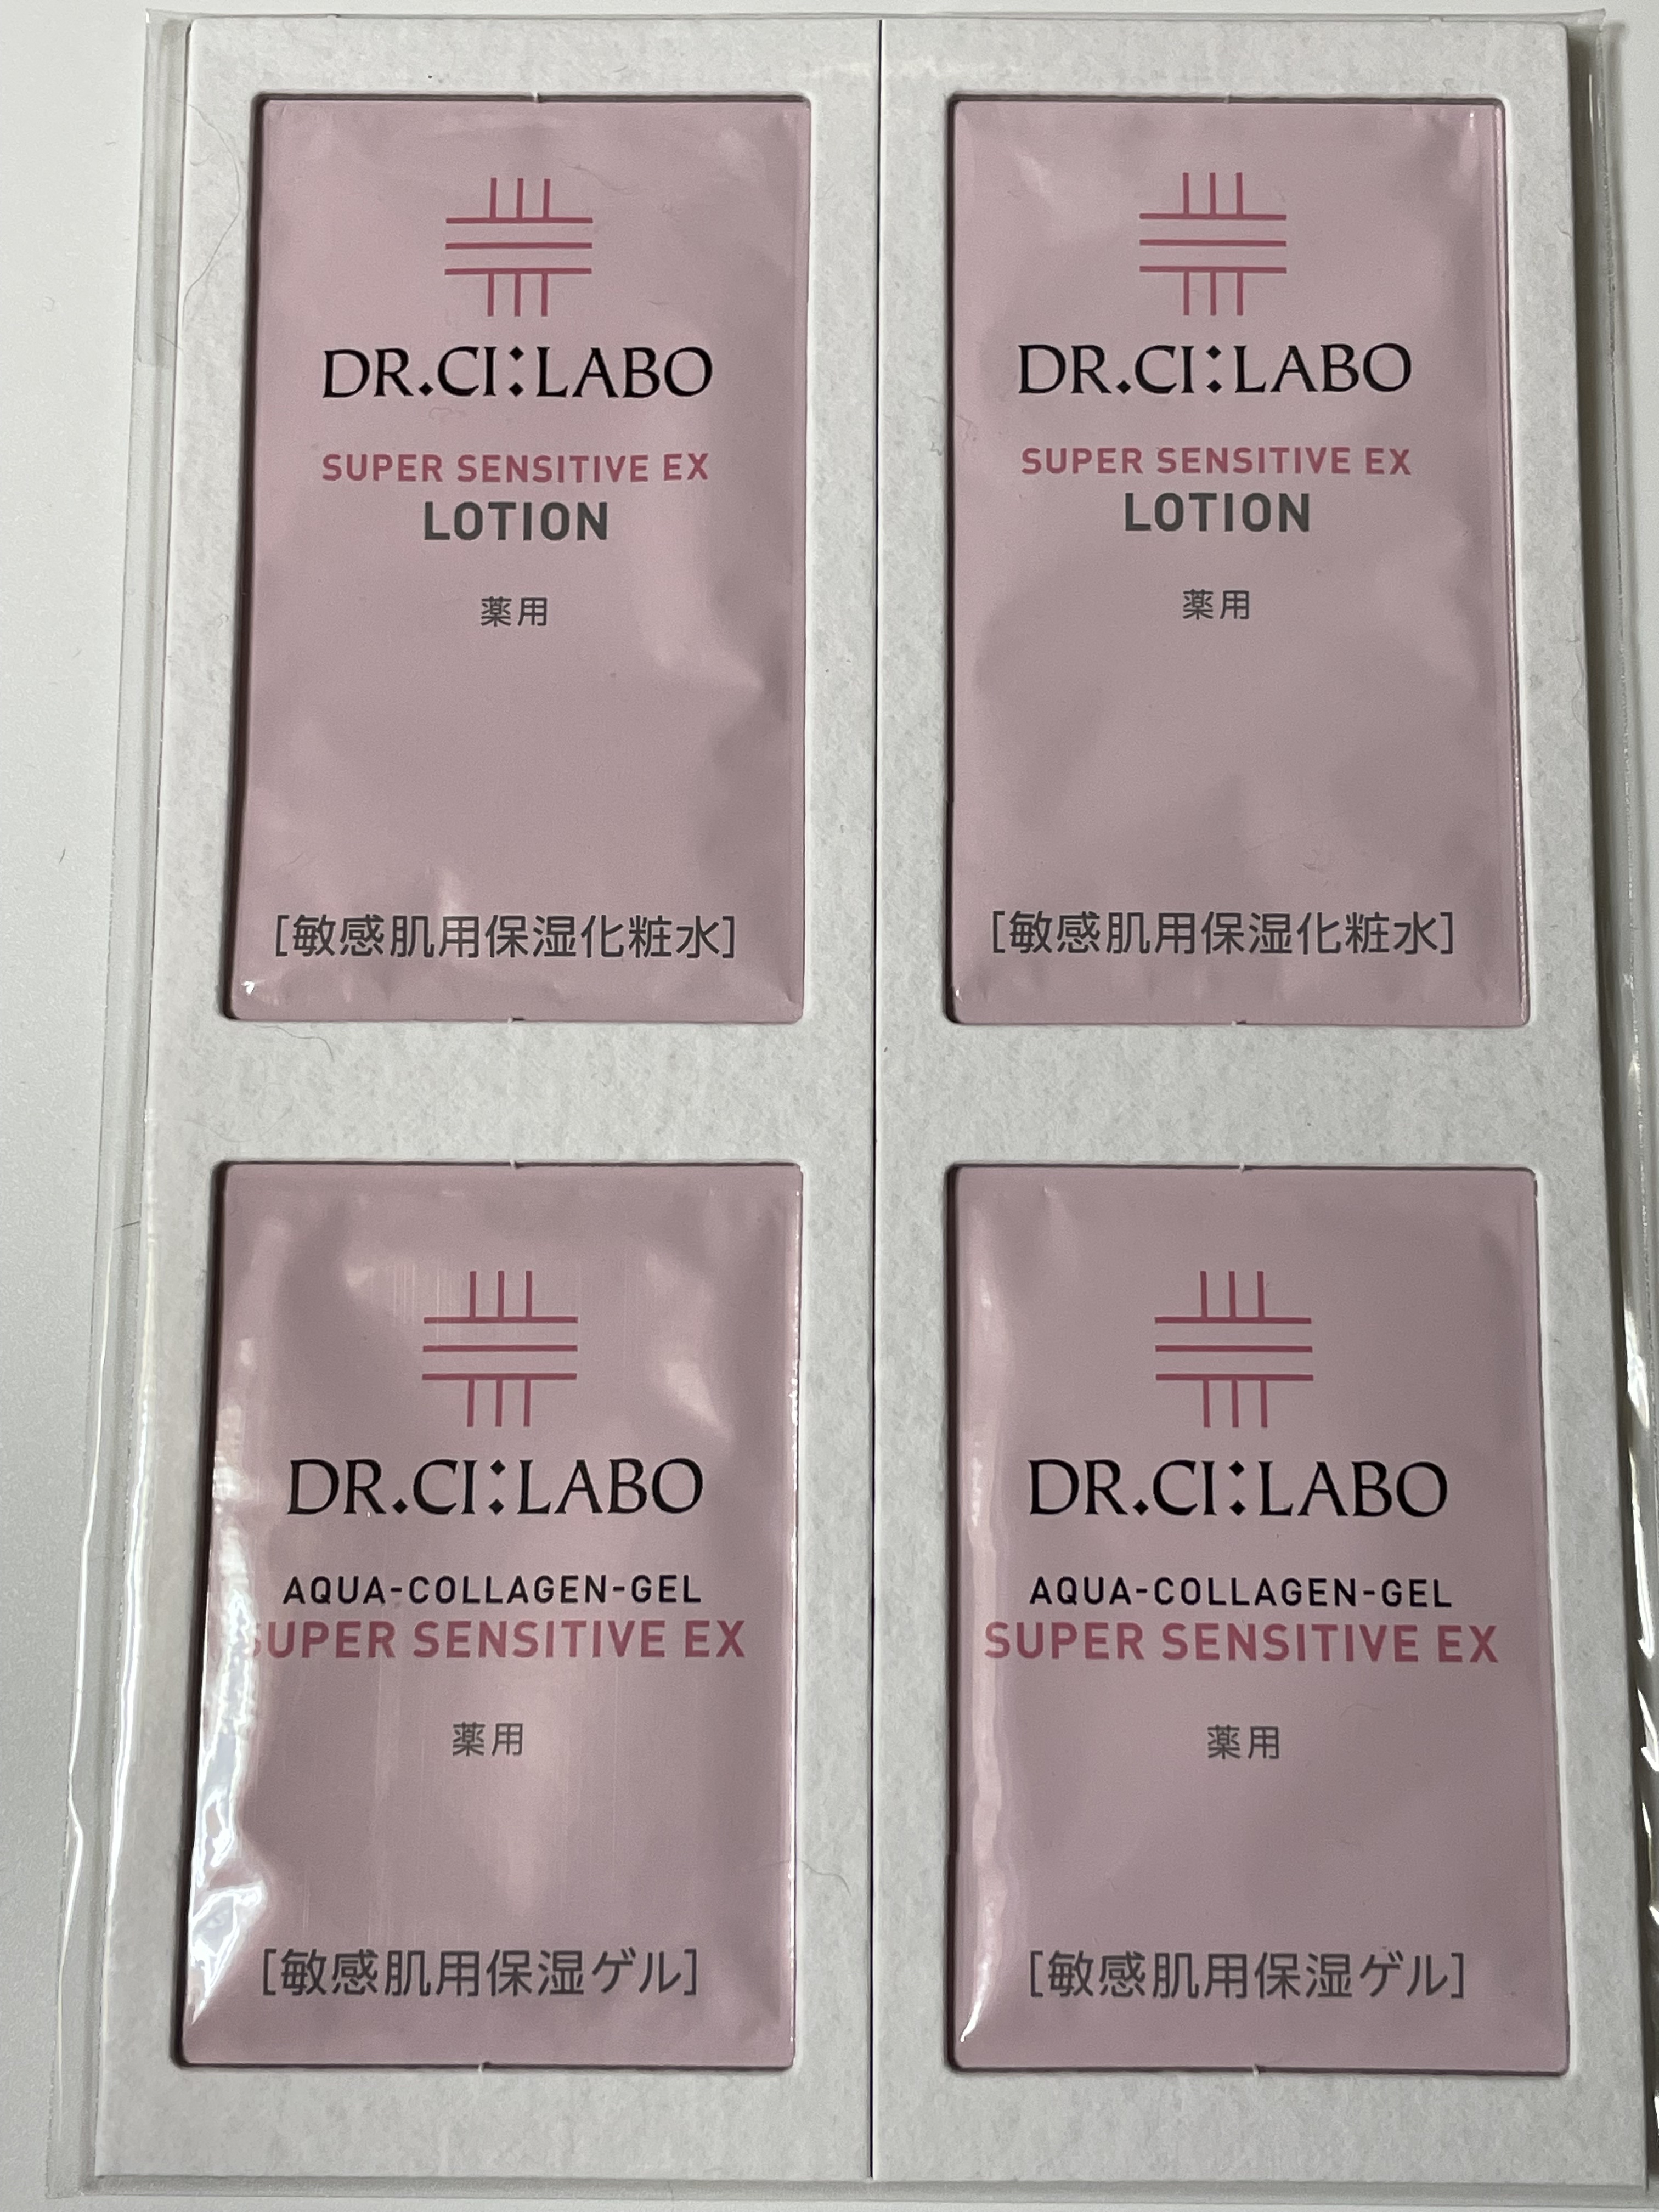 DR.CI:LABO
SUPER SENSITIVE EX
LOTION
薬用
[敏感肌用保湿化粧水]
DR.CI:LABO
SUPER SENSITIVE EX
LOTION
薬用
[敏感肌用保湿化粧水]
DR.CI:LABO
AQUA-COLLAGEN-GEL
SUPER SENSITIVE EX
薬用
[敏感肌用保湿ゲル]
DR.CI:LABO
AQUA-COLLAGEN-GEL
SUPER SENSITIVE EX
薬用
[敏感肌用保湿ゲル]